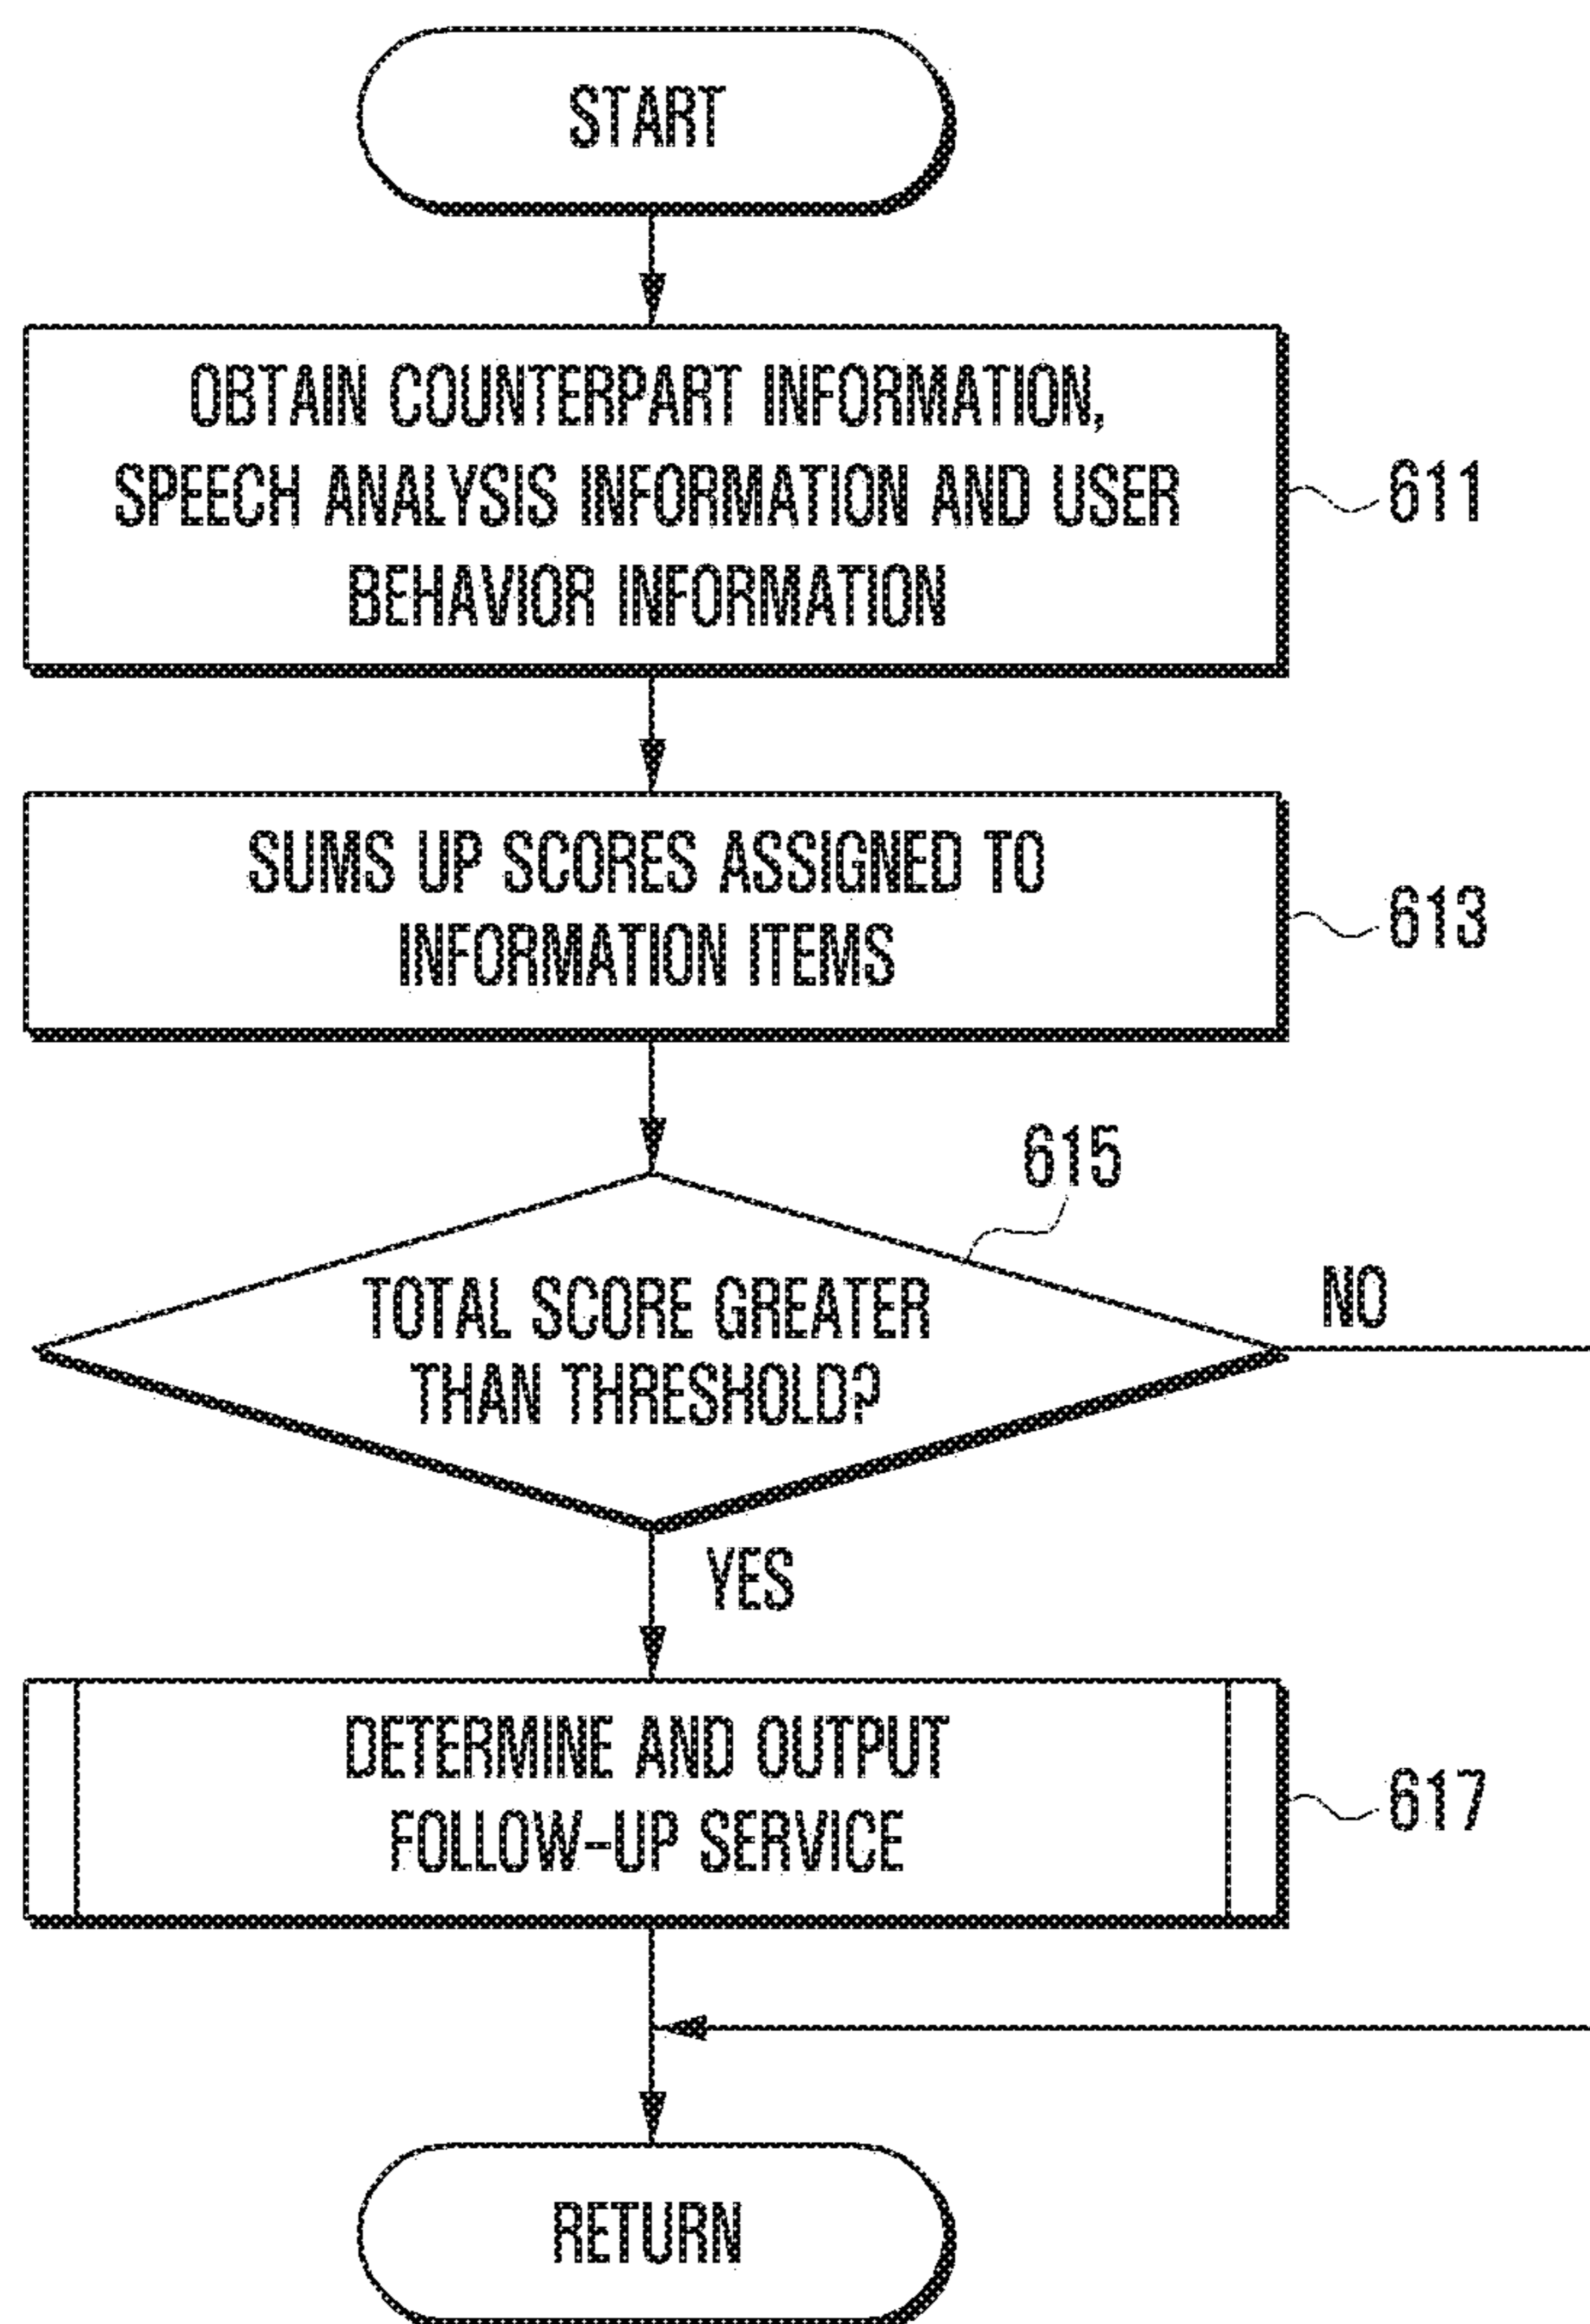 START
OBTAIN COUNTERPART INFORMATION,
SPEECH ANALYSIS INFORMATION AND USER
BEHAVIOR INFORMATION
611
SUMS UP SCORES ASSIGNED TO
INFORMATION ITEMS
613
615
TOTAL SCORE GREATER
THAN THRESHOLD?
NO
YES
DETERMINE AND OUTPUT
FOLLOW-UP SERVICE
617
RETURN